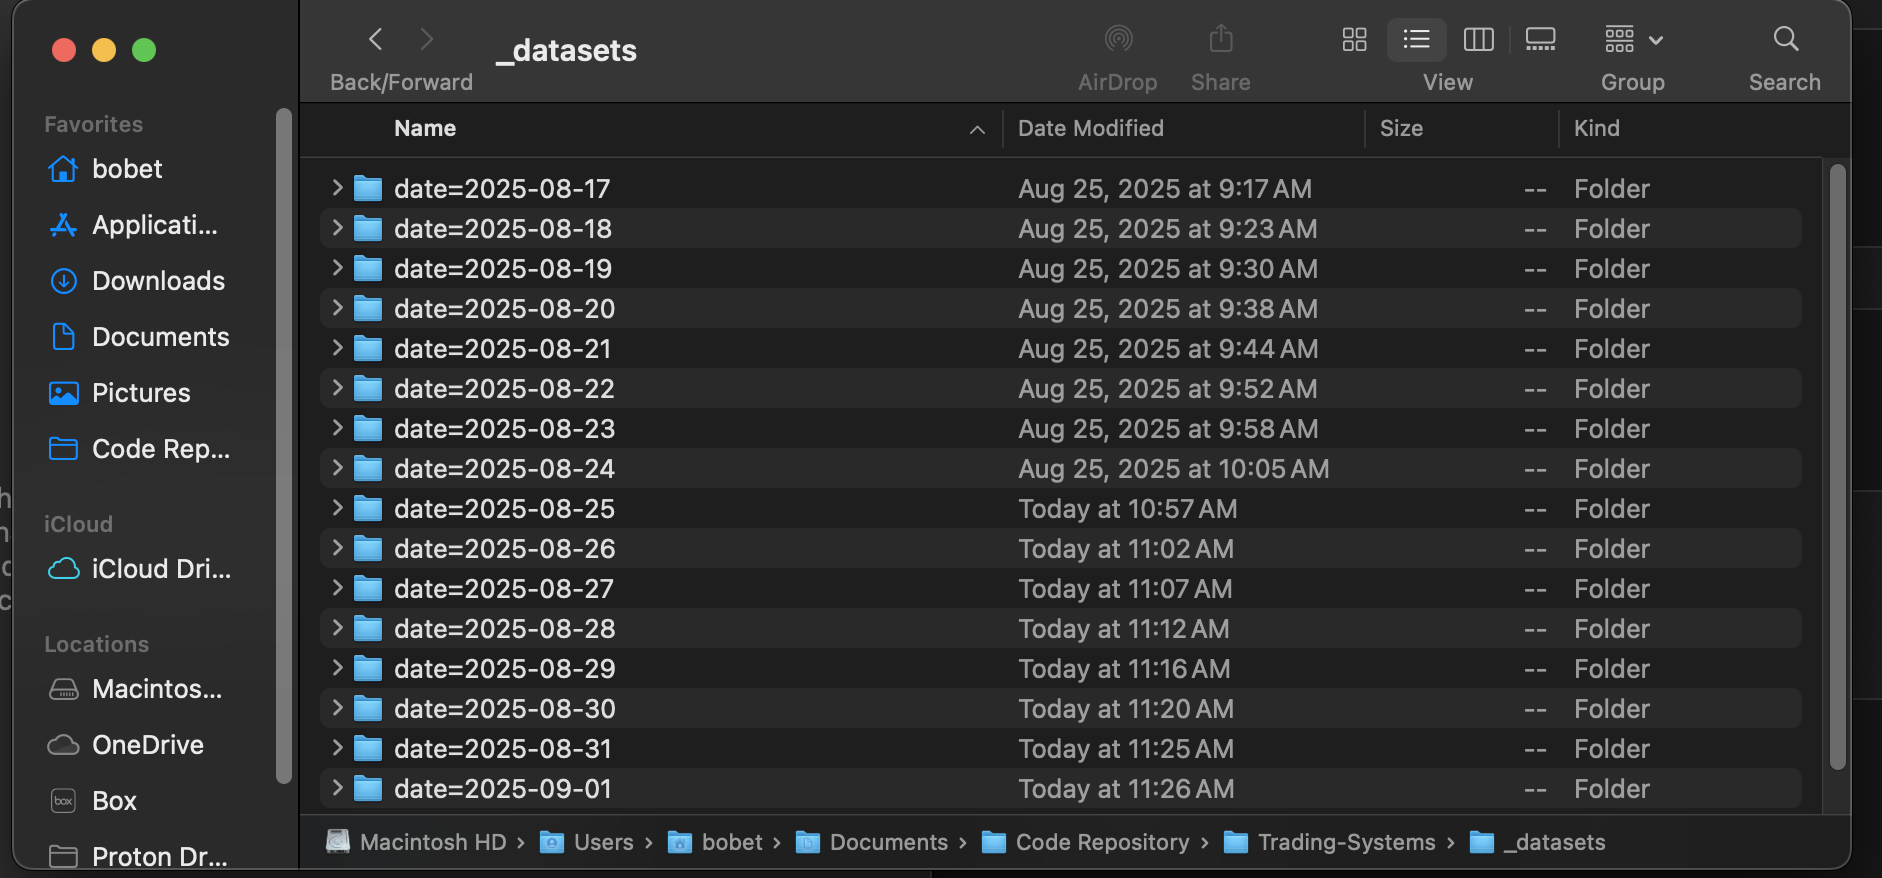 _datasets
Back/Forward
AirDrop
Share
View
Group
Search
Favorites
bobet
Applicati...
Downloads
Documents
Pictures
Code Rep...
iCloud
iCloud Dri...
Locations
Macintos...
OneDrive
box
Box
Proton Dr...
Name Date Modified Size Kind
date=2025-08-17 Aug 25, 2025 at 9:17 AM -- Folder
date=2025-08-18 Aug 25, 2025 at 9:23 AM -- Folder
date=2025-08-19 Aug 25, 2025 at 9:30 AM -- Folder
date=2025-08-20 Aug 25, 2025 at 9:38 AM -- Folder
date=2025-08-21 Aug 25, 2025 at 9:44 AM -- Folder
date=2025-08-22 Aug 25, 2025 at 9:52 AM -- Folder
date=2025-08-23 Aug 25, 2025 at 9:58 AM -- Folder
date=2025-08-24 Aug 25, 2025 at 10:05 AM -- Folder
date=2025-08-25 Today at 10:57 AM -- Folder
date=2025-08-26 Today at 11:02 AM -- Folder
date=2025-08-27 Today at 11:07 AM -- Folder
date=2025-08-28 Today at 11:12 AM -- Folder
date=2025-08-29 Today at 11:16 AM -- Folder
date=2025-08-30 Today at 11:20 AM -- Folder
date=2025-08-31 Today at 11:25 AM -- Folder
date=2025-09-01 Today at 11:26 AM -- Folder
Macintosh HD › Users › bobet › Documents › Code Repository › Trading-Systems › _datasets